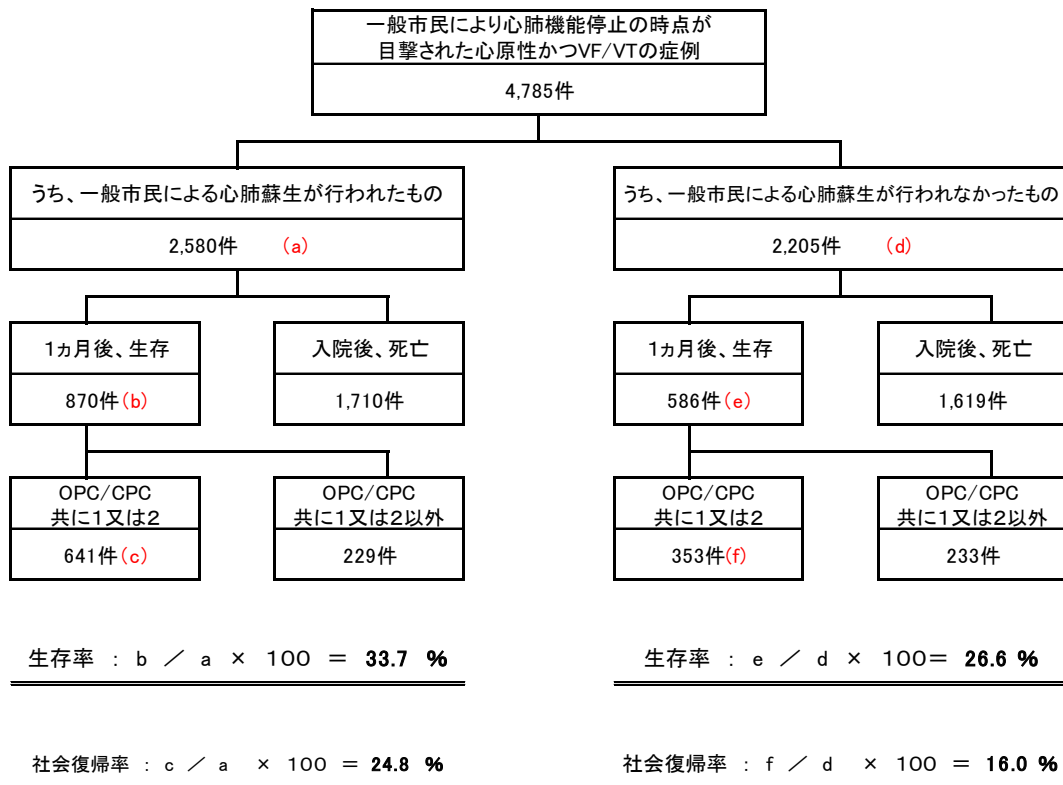 一般市民により心肺機能停止の時点が
目撃された心原性かつVF/VTの症例
4,785件
うち、一般市民による心肺蘇生が行われたもの
2,580件 (a)
うち、一般市民による心肺蘇生が行われなかったもの
2,205件 (d)
1ヵ月後、生存
870件(b)
入院後、死亡
1,710件
1ヵ月後、生存
586件(e)
入院後、死亡
1,619件
OPC/CPC
共に1又は2
641件(c)
OPC/CPC
共に1又は2以外
229件
OPC/CPC
共に1又は2
353件(f)
OPC/CPC
共に1又は2以外
233件
生存率 : b / a × 100 = 33.7 %
生存率 : e / d × 100= 26.6 %
社会復帰率 : c / a × 100 = 24.8 %
社会復帰率 : f / d × 100 = 16.0 %